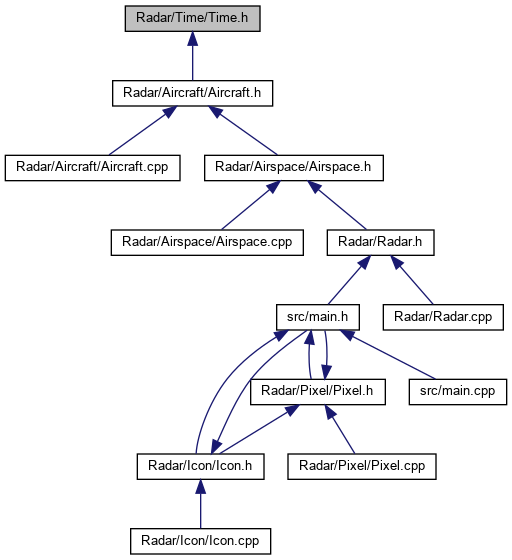 Radar/Time/Time.h
Radar/Aircraft/Aircraft.h
Radar/Aircraft/Aircraft.cpp
Radar/Airspace/Airspace.h
Radar/Airspace/Airspace.cpp
Radar/Radar.h
src/main.h
Radar/Radar.cpp
Radar/Pixel/Pixel.h
src/main.cpp
Radar/Icon/Icon.h
Radar/Pixel/Pixel.cpp
Radar/Icon/Icon.cpp